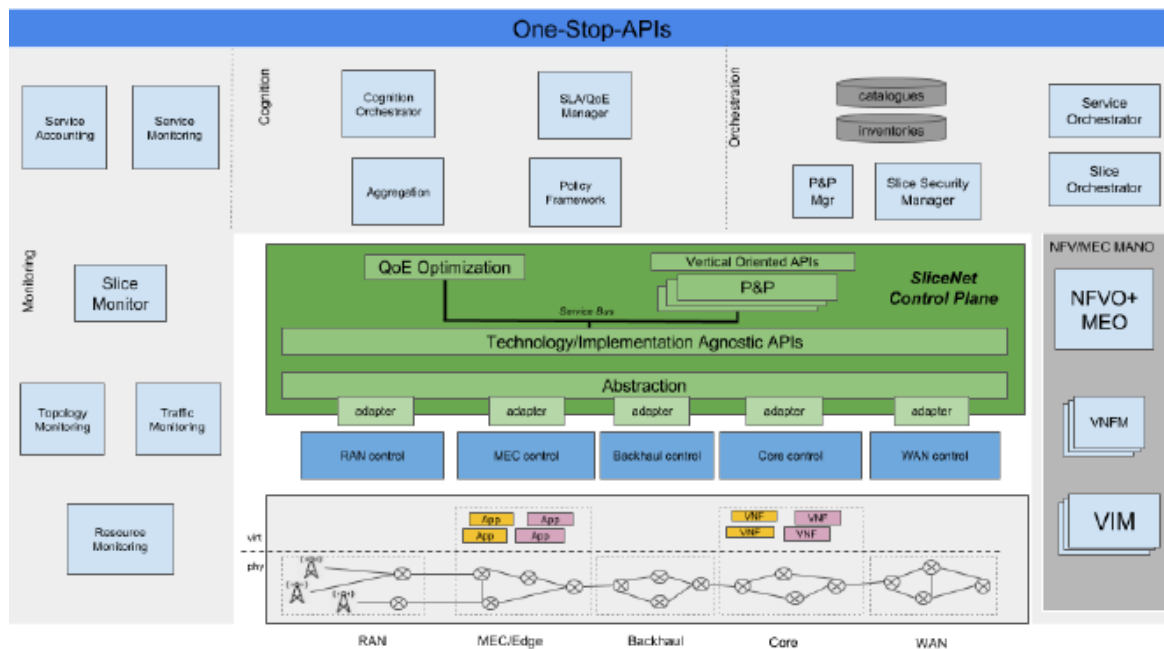 One-Stop-APIs
Service
Accounting
Service
Monitoring
Cognition
Cognition
Orchestrator
SLA/QoE
Manager
Aggregation
Policy
Framework
Orchestration
catalogues
inventories
P&P
Mgr
Slice Security
Manager
Service
Orchestrator
Slice
Orchestrator
Monitoring
Slice
Monitor
Topology
Monitoring
Traffic
Monitoring
Resource
Monitoring
QoE Optimization
Vertical Oriented APIs
P&P
SliceNet
Control Plane
Service Bus
Technology/Implementation Agnostic APIs
Abstraction
adapter
adapter
adapter
adapter
adapter
RAN control
MEC control
Backhaul control
Core control
WAN control
NFV/MEC MANO
NFVO+
MEO
VNFM
VIM
virt
phy
App
App
App
App
VNF
VNF
VNF
VNF
RAN
MEC/Edge
Backhaul
Core
WAN